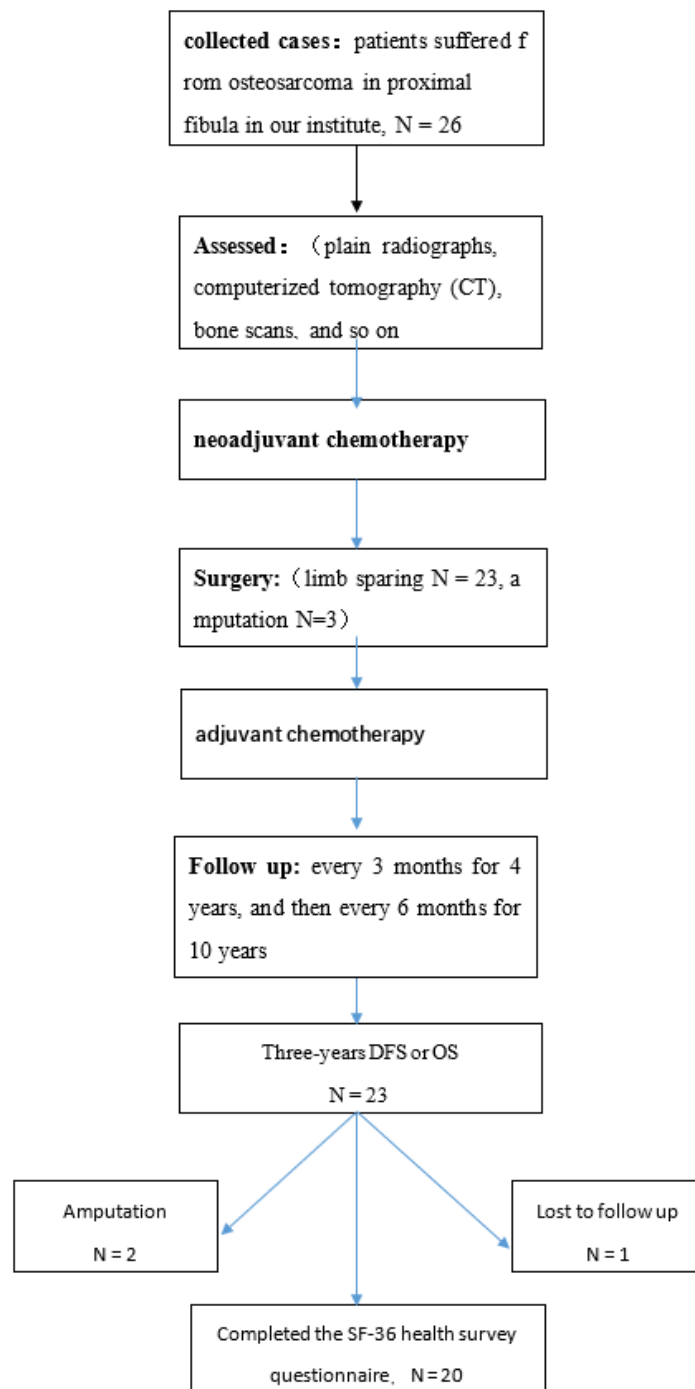 collected cases：patients suffered f
rom osteosarcoma in proximal
fibula in our institute, N = 26
Assessed：（plain radiographs,
computerized tomography (CT),
bone scans, and so on
neoadjuvant chemotherapy
Surgery:（limb sparing N = 23, a
mputation N=3）
adjuvant chemotherapy
Follow up: every 3 months for 4
years, and then every 6 months for
10 years
Three-years DFS or OS
N = 23
Amputation
N = 2
Lost to follow up
N = 1
Completed the SF-36 health survey
questionnaire, N = 20